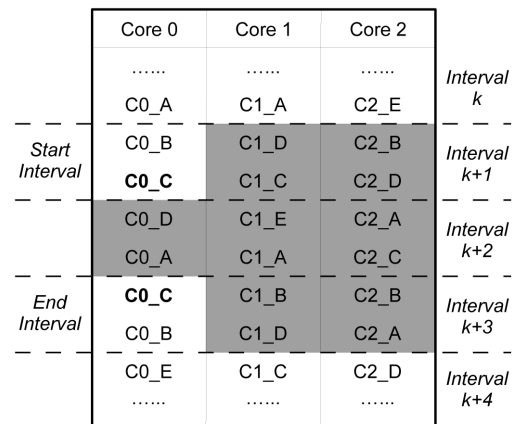 Core 0 Core 1 Core 2
...... ...... ......
C0_A C1_A C2_E
Interval
k
C0_B C1_D C2_B
C0_C C1_C C2_D
Start
Interval
Interval
k+1
C0_D C1_E C2_A
C0_A C1_A C2_C
Interval
k+2
C0_C C1_B C2_B
C0_B C1_D C2_A
End
Interval
Interval
k+3
C0_E C1_C C2_D
...... ...... ......
Interval
k+4